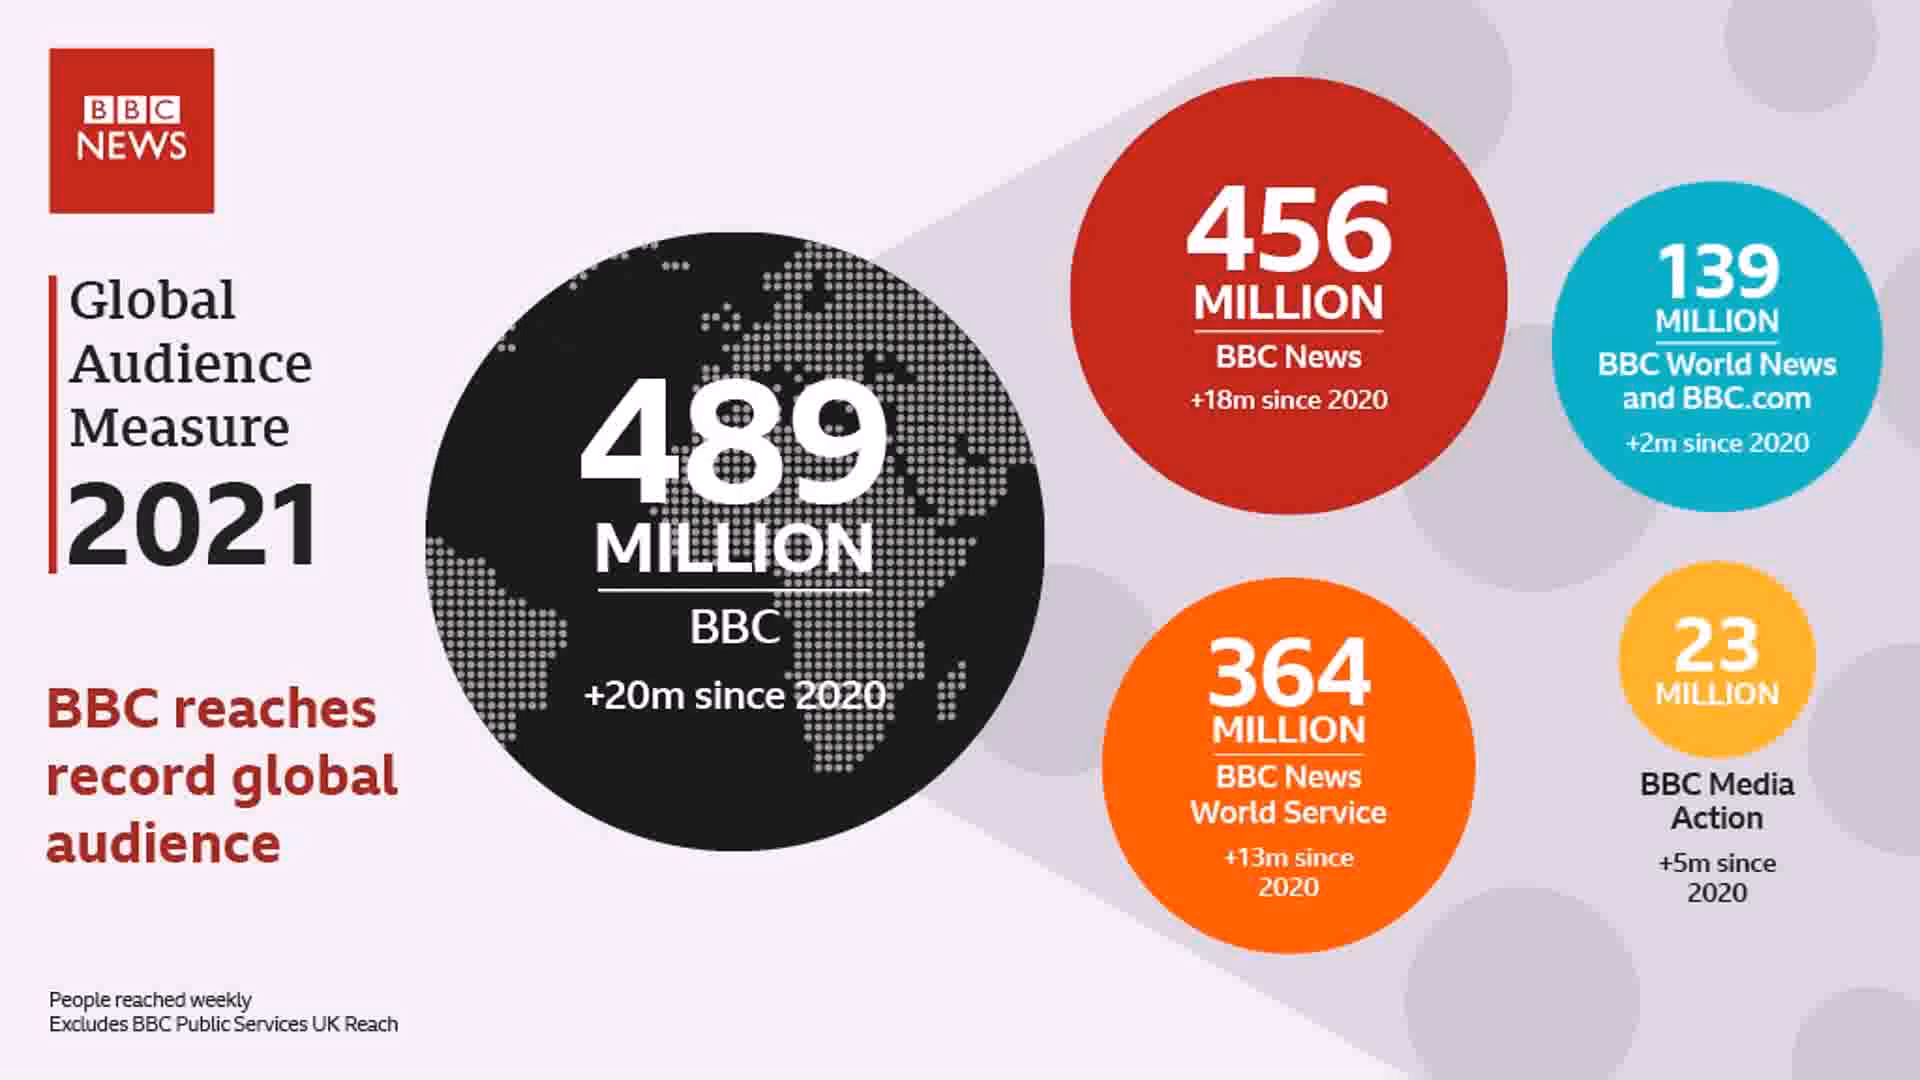 BBC
NEWS
Global
Audience
Measure
2021
BBC reaches
record global
audience
People reached weekly
Excludes BBC Public Services UK Reach
489
MILLION
BBC
+20m since 2020
456
MILLION
BBC News
+18m since 2020
139
MILLION
BBC World News
and BBC.com
+2m since 2020
364
MILLION
BBC News
World Service
+13m since
2020
23
MILLION
BBC Media
Action
+5m since
2020